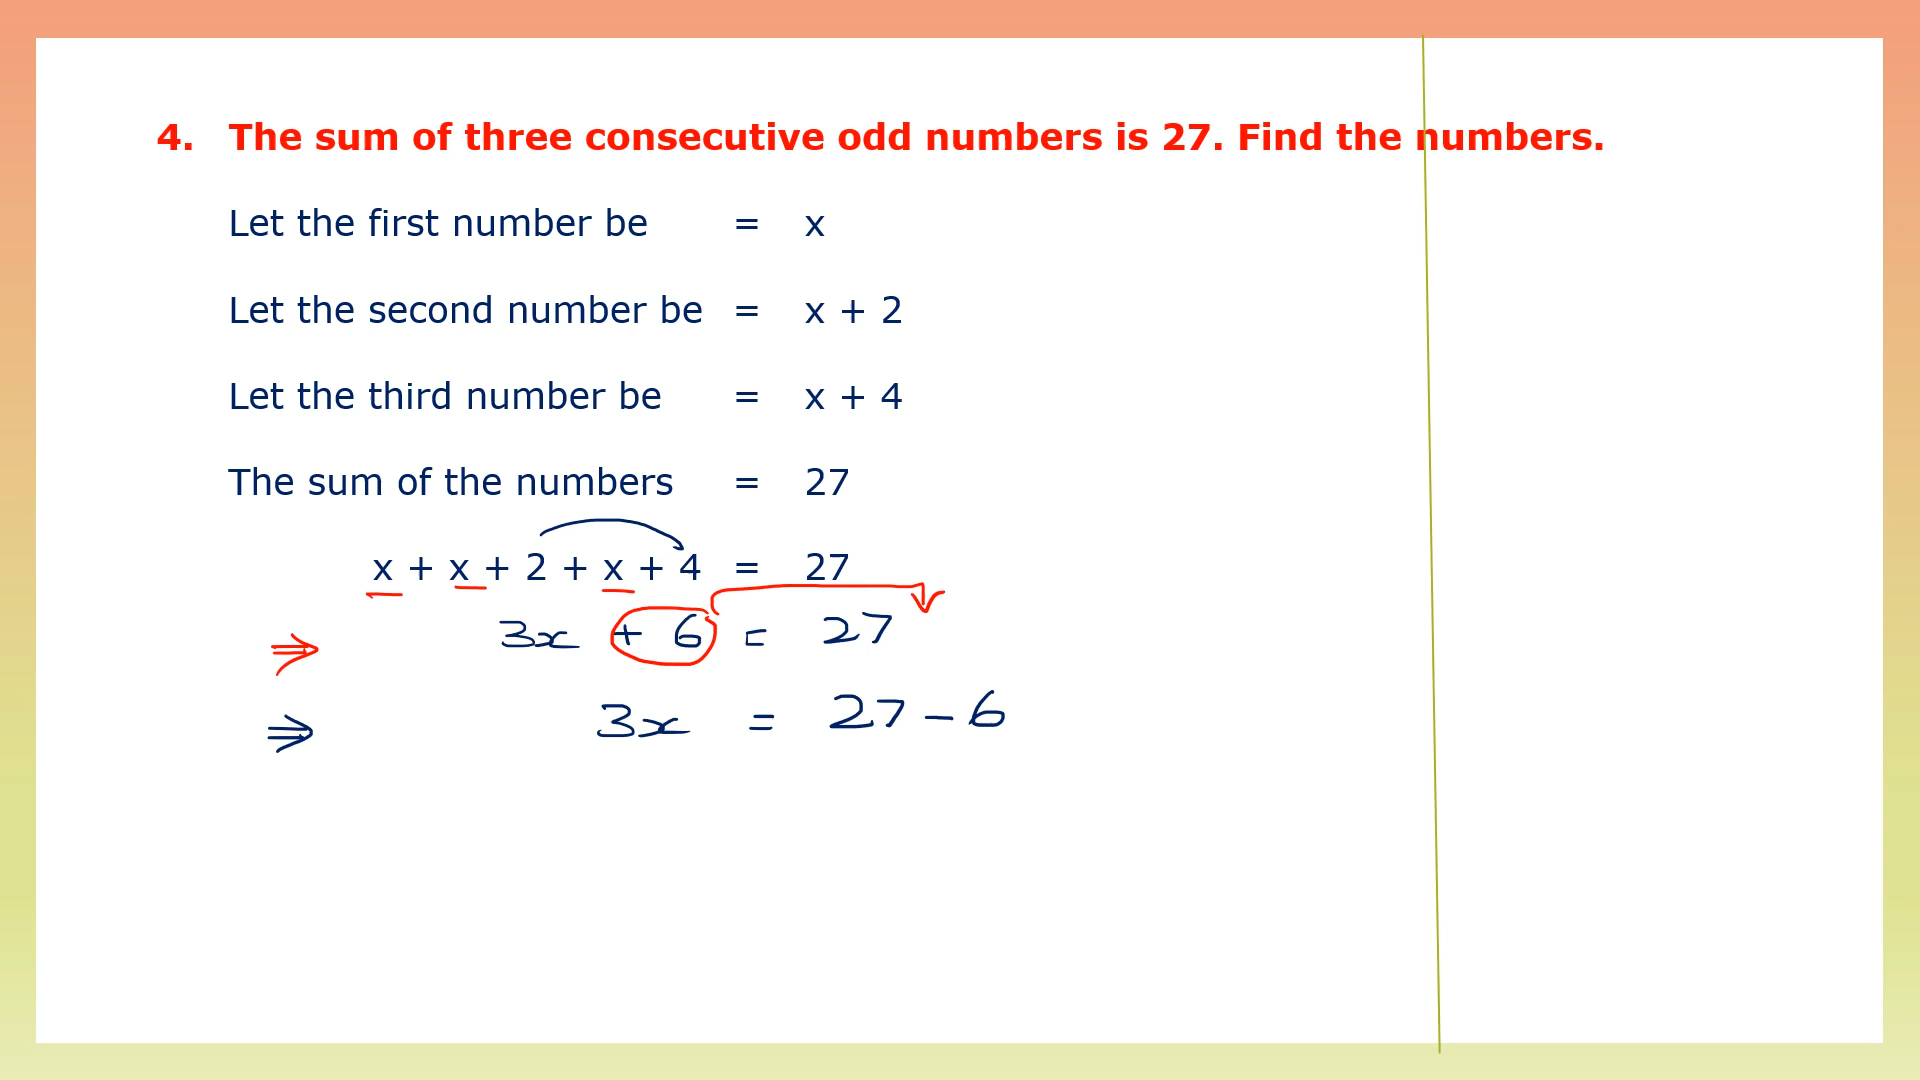 4. The sum of three consecutive odd numbers is 27. Find the numbers.
Let the first number be = x
Let the second number be = x + 2
Let the third number be = x + 4
The sum of the numbers = 27
x + x + 2 + x + 4 = 27
⇒ 3x + 6 = 27
⇒ 3x = 27 - 6